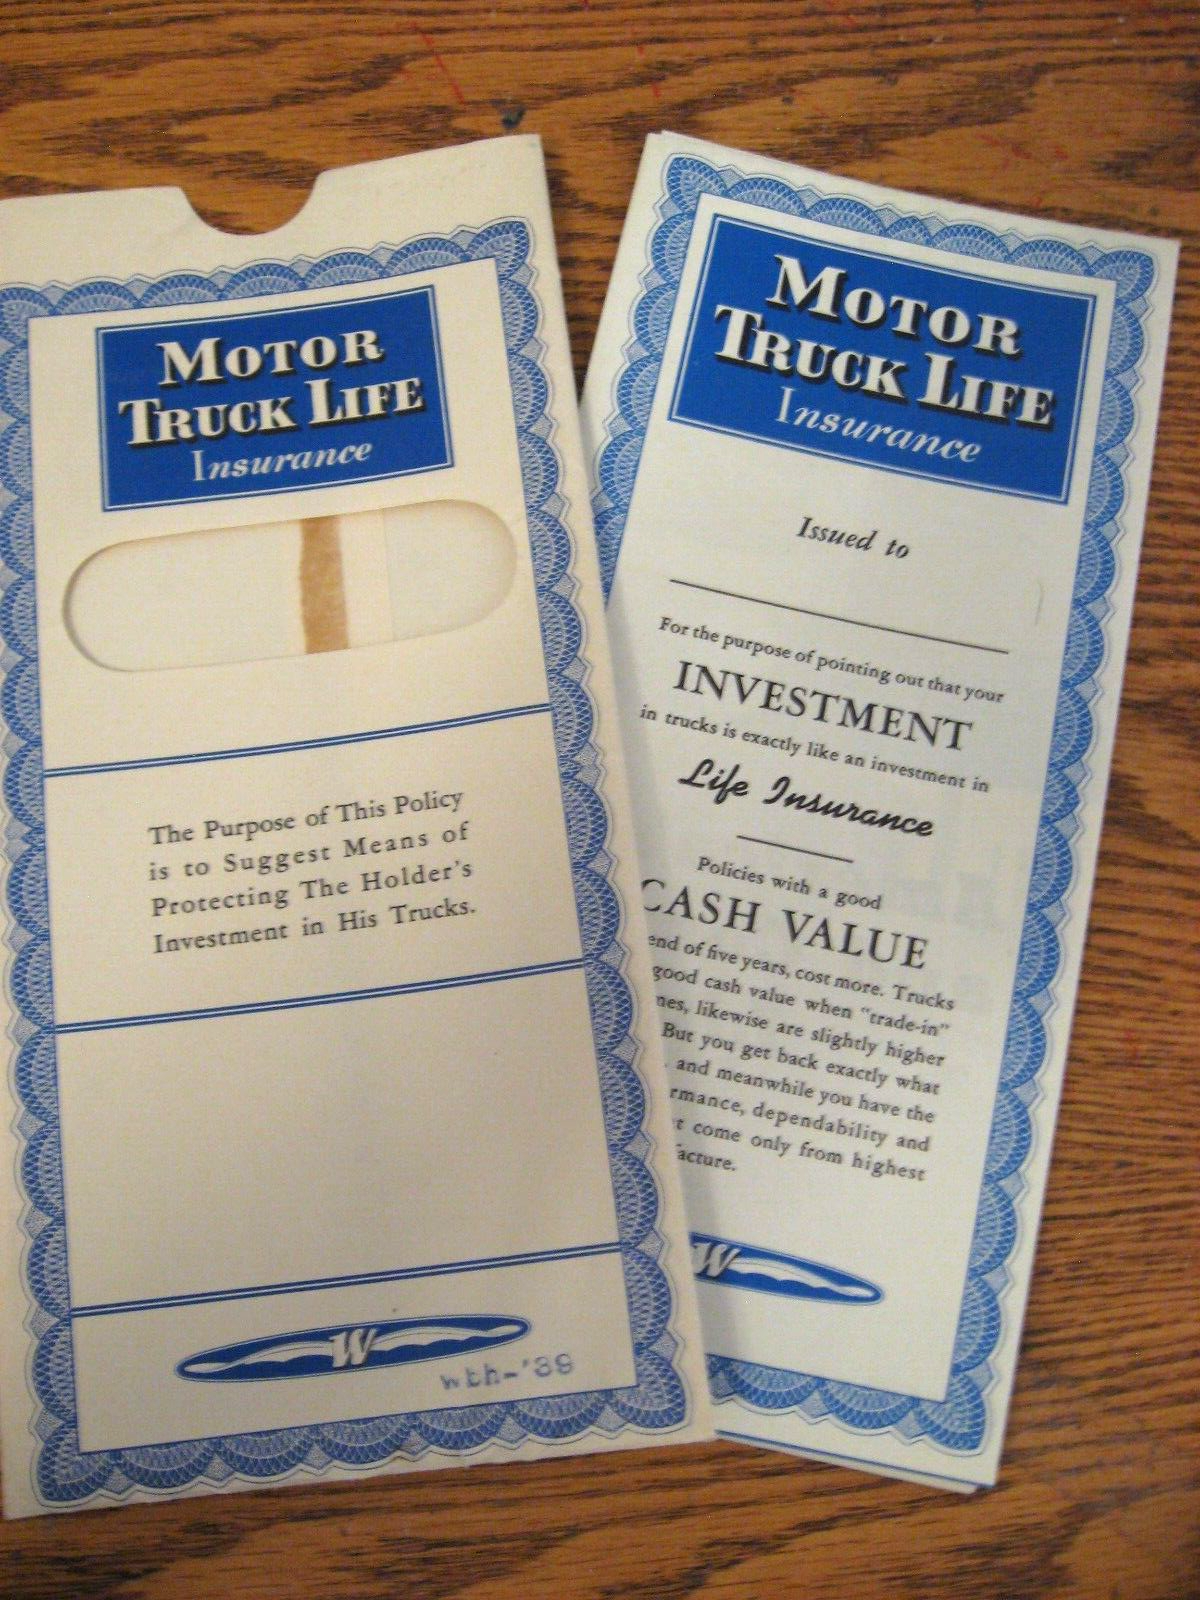 MOTOR
TRUCK LIFE
Insurance
The Purpose of This Policy
is to Suggest Means of
Protecting The Holder's
Investment in His Trucks.
W
wth-'39
MOTOR
TRUCK LIFE
Insurance
Issued to
For the purpose of pointing out that your
INVESTMENT
in trucks is exactly like an investment in
Life Insurance
Policies with a good
CASH VALUE
end of five years, cost more. Trucks
good cash value when "trade-in"
mes, likewise are slightly higher
But you get back exactly what
, and meanwhile you have the
rmance, dependability and
t come only from highest
facture.
W